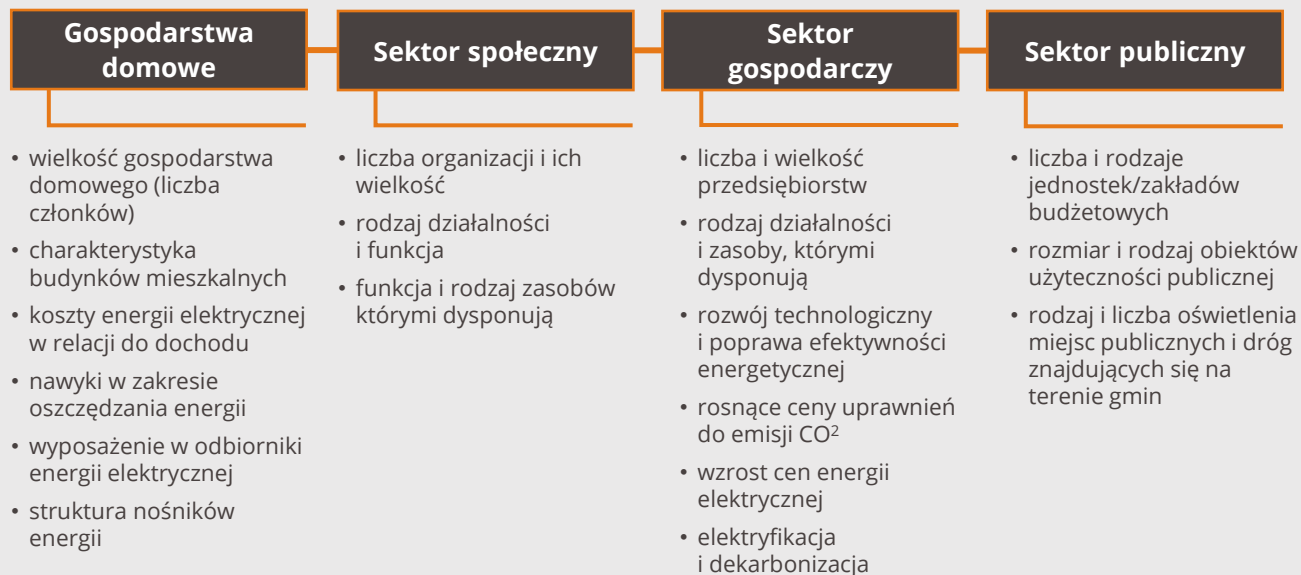 Gospodarstwa
domowe
• wielkość gospodarstwa
domowego (liczba
członków)
• charakterystyka
budynków mieszkalnych
• koszty energii elektrycznej
w relacji do dochodu
• nawyki w zakresie
oszczędzania energii
• wyposażenie w odbiorniki
energii elektrycznej
• struktura nośników
energii
Sektor społeczny
• liczba organizacji i ich
wielkość
• rodzaj działalności
i funkcja
• funkcja i rodzaj zasobów
którymi dysponują
Sektor
gospodarczy
• liczba i wielkość
przedsiębiorstw
• rodzaj działalności
i zasoby, którymi
dysponują
• rozwój technologiczny
i poprawa efektywności
energetycznej
• rosnące ceny uprawnień
do emisji CO²
• wzrost cen energii
elektrycznej
• elektryfikacja
i dekarbonizacja
Sektor publiczny
• liczba i rodzaje
jednostek/zakładów
budżetowych
• rozmiar i rodzaj obiektów
użyteczności publicznej
• rodzaj i liczba oświetlenia
miejsc publicznych i dróg
znajdujących się na
terenie gmin